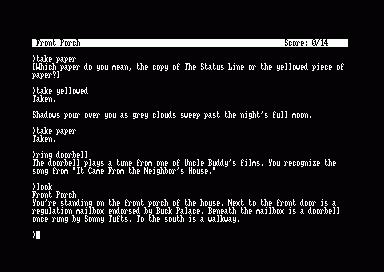 Front Porch Score: 0/14
)take paper
[Which paper do you mean, the copy of The Status Line or the yellowed piece of
paper?]
)take yellowed
Taken.
Shadows pour over you as grey clouds sweep past the night's full moon.
)take paper
Taken.
)ring doorbell
The doorbell plays a tune from one of Uncle Buddy's films. You recognize the
song from "It Came From the Neighbor's House."
)look
Front Porch
You're standing on the front porch of the house. Next to the front door is a
regulation mailbox endorsed by Buck Palace. Beneath the mailbox is a doorbell
once rung by Sonny Tufts. To the south is a walkway.
)